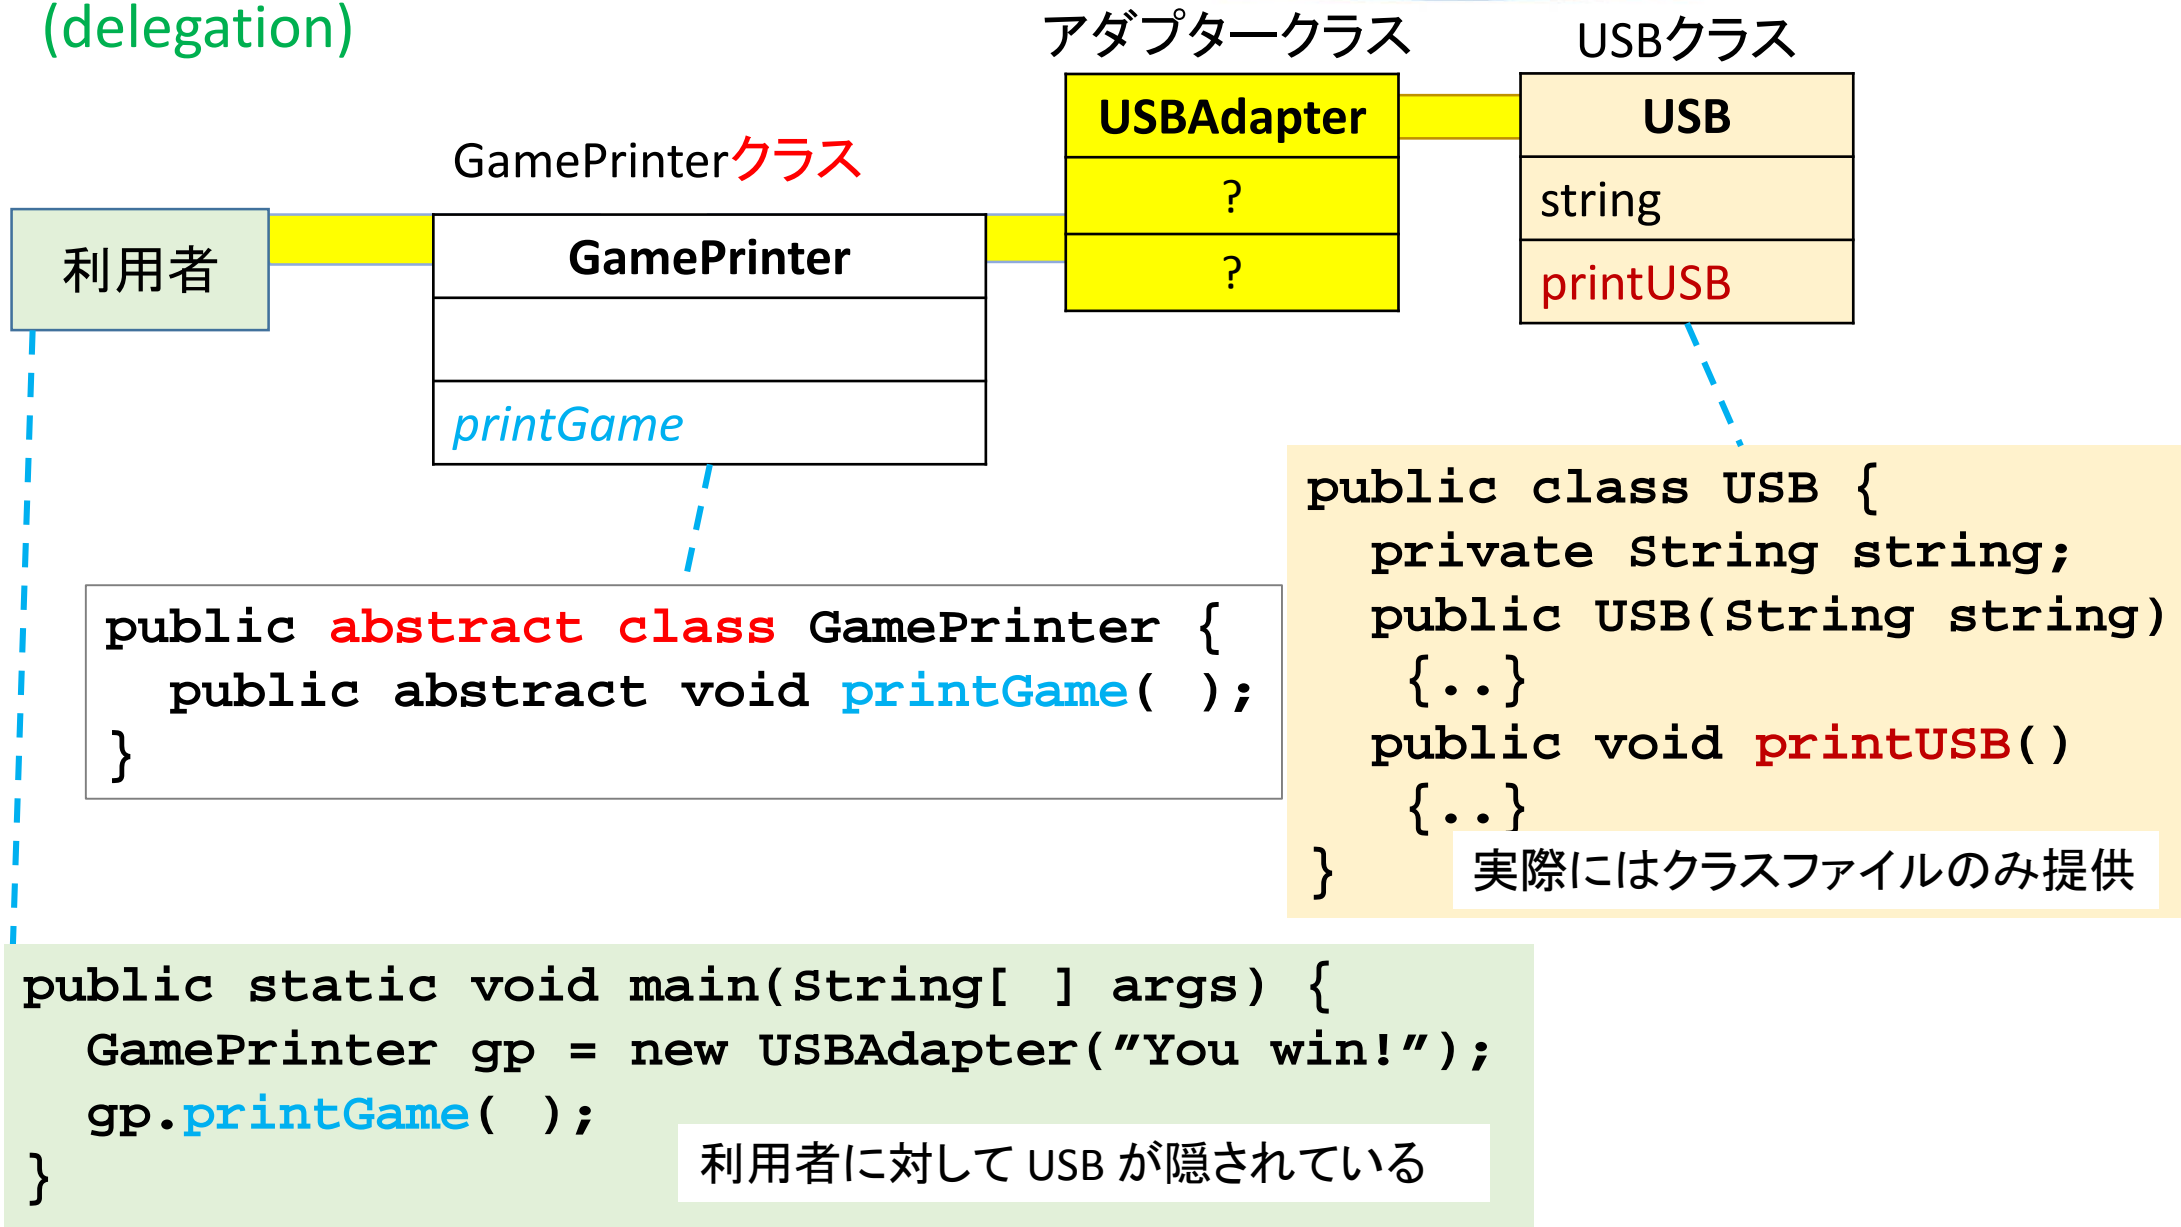 (delegation)
アダプタークラス
USBクラス
USBAdapter
?
?
USB
string
printUSB
GamePrinterクラス
利用者
GamePrinter
printGame
public class USB {
private String string;
public USB(String string)
{..}
public void printUSB()
{..}
}
実際にはクラスファイルのみ提供
public abstract class GamePrinter {
public abstract void printGame( );
}
public static void main(String[ ] args) {
GamePrinter gp = new USBAdapter(”You win!”);
gp.printGame( );
}
利用者に対して USB が隠されている